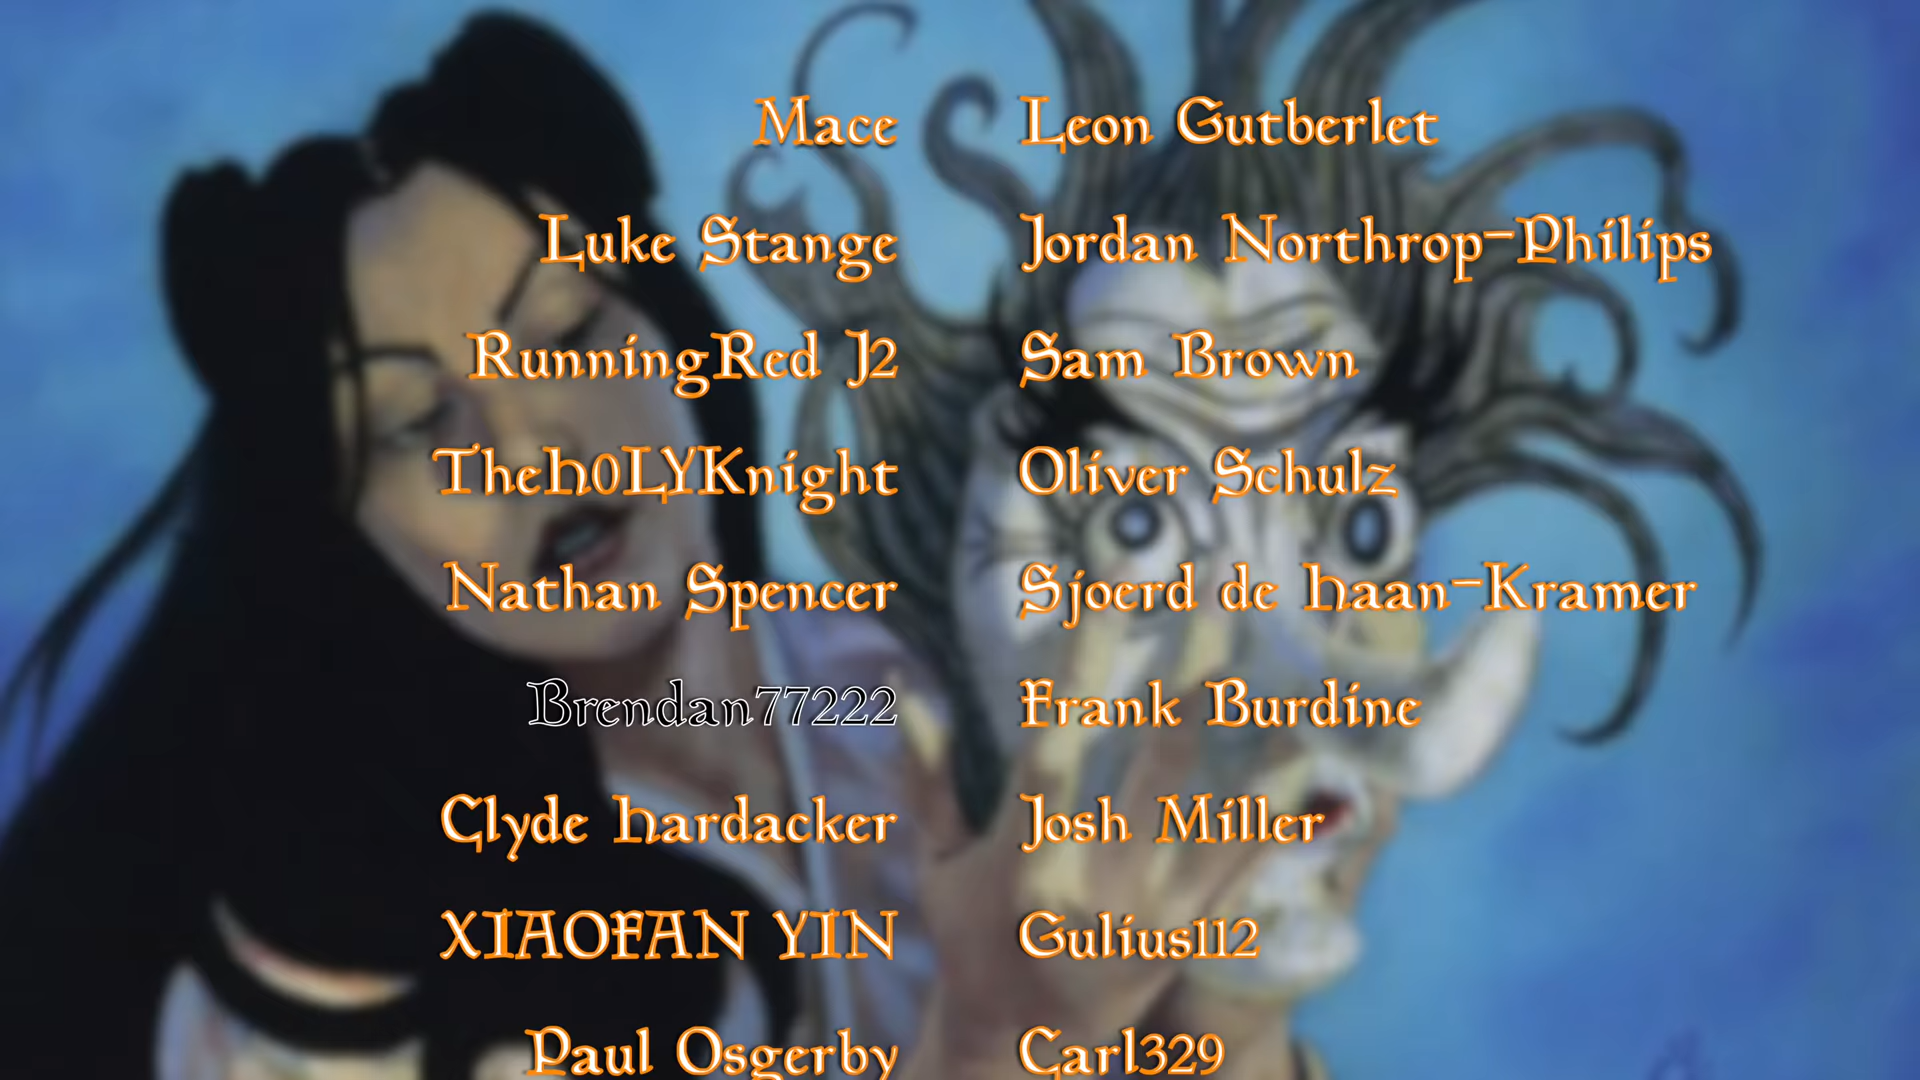 Mace Leon Gutberlet
Luke Stange Jordan Northrop-Philips
RunningRed J2 Sam Brown
TheH0LYKnight Oliver Schulz
Nathan Spencer Sjoerd de Haan-Kramer
Brendan77222 Frank Burdine
Clyde Hardacker Josh Miller
XIAOFAN YIN Gulius112
Paul Osgerby Carl329